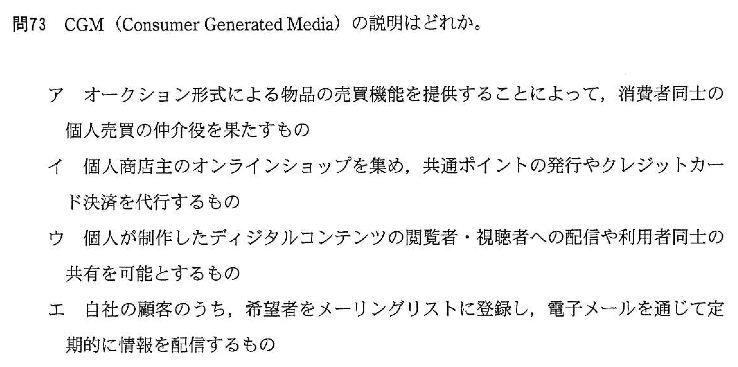 問73 CGM（Consumer Generated Media）の説明はどれか。
ア オークション形式による物品の売買機能を提供することによって，消費者同士の
個人売買の仲介役を果たすもの
イ 個人商店主のオンラインショップを集め，共通ポイントの発行やクレジットカー
ド決済を代行するもの
ウ 個人が制作したディジタルコンテンツの閲覧者・視聴者への配信や利用者同士の
共有を可能とするもの
エ 自社の顧客のうち，希望者をメーリングリストに登録し，電子メールを通じて定
期的に情報を配信するもの